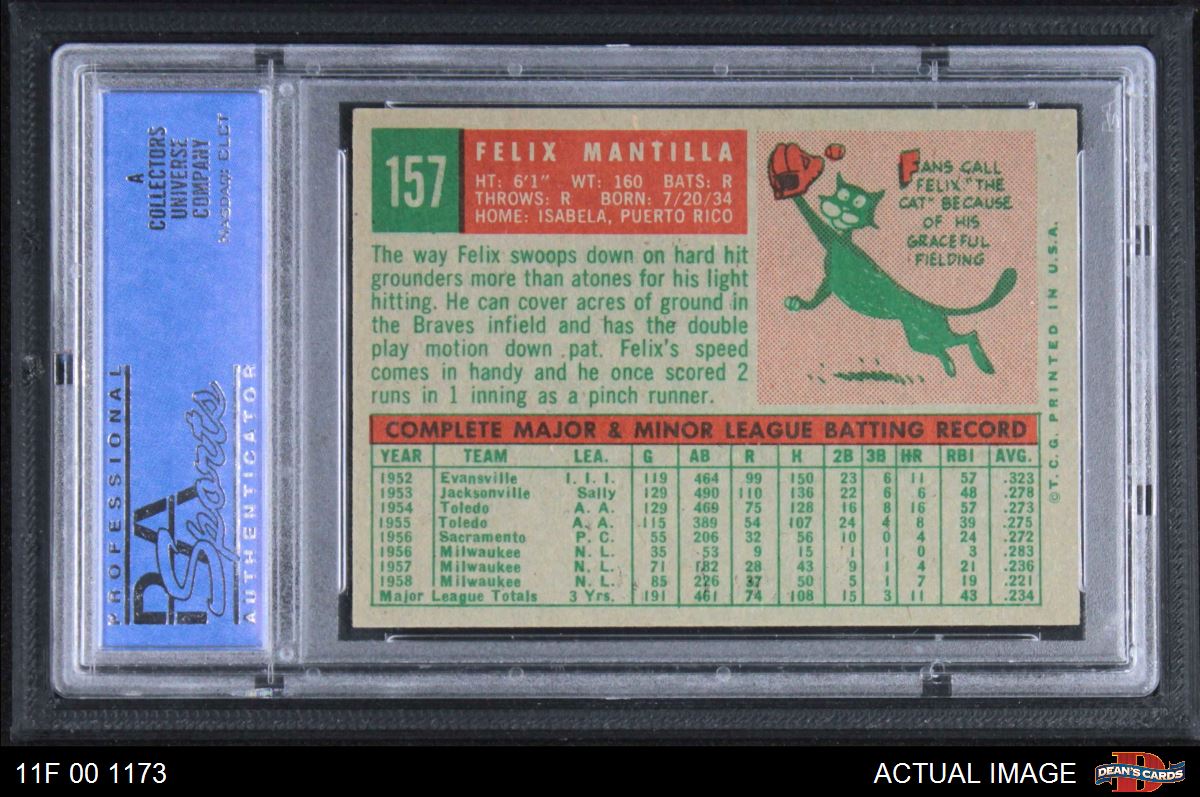 A
COLLECTORS
UNIVERSE
COMPANY
NASDAQ: CLCT
PROFESSIONAL
PSA
Sports
AUTHENTICATOR
157
FELIX MANTILLA
HT: 6'1" WT: 160 BATS: R
THROWS: R BORN: 7/20/34
HOME: ISABELA, PUERTO RICO
The way Felix swoops down on hard hit
grounders more than atones for his light
hitting. He can cover acres of ground in
the Braves infield and has the double
play motion down pat. Felix's speed
comes in handy and he once scored 2
runs in 1 inning as a pinch runner.
FANS CALL
FELIX "THE
CAT" BECAUSE
OF HIS
GRACEFUL
FIELDING
COMPLETE MAJOR & MINOR LEAGUE BATTING RECORD
YEAR TEAM LEA. G AB R H 2B 3B HR RBI AVG.
1952 Evansville I. I. I. 119 464 99 150 23 6 11 57 .323
1953 Jacksonville Sally 129 490 110 136 22 6 6 48 .278
1954 Toledo A. A. 129 469 75 128 16 8 16 57 .273
1955 Toledo A. A. 115 389 54 107 24 4 8 39 .275
1956 Sacramento P. C. 55 206 32 56 10 0 4 24 .272
1956 Milwaukee N. L. 35 53 9 15 1 1 0 3 .283
1957 Milwaukee N. L. 71 182 28 43 9 1 4 21 .236
1958 Milwaukee N. L. 85 226 37 50 5 1 7 19 .221
Major League Totals 3 Yrs. 191 461 74 108 15 3 11 43 .234
© T. C. G. PRINTED IN U.S.A.
11F 00 1173
ACTUAL IMAGE
D
DEAN'S CARDS